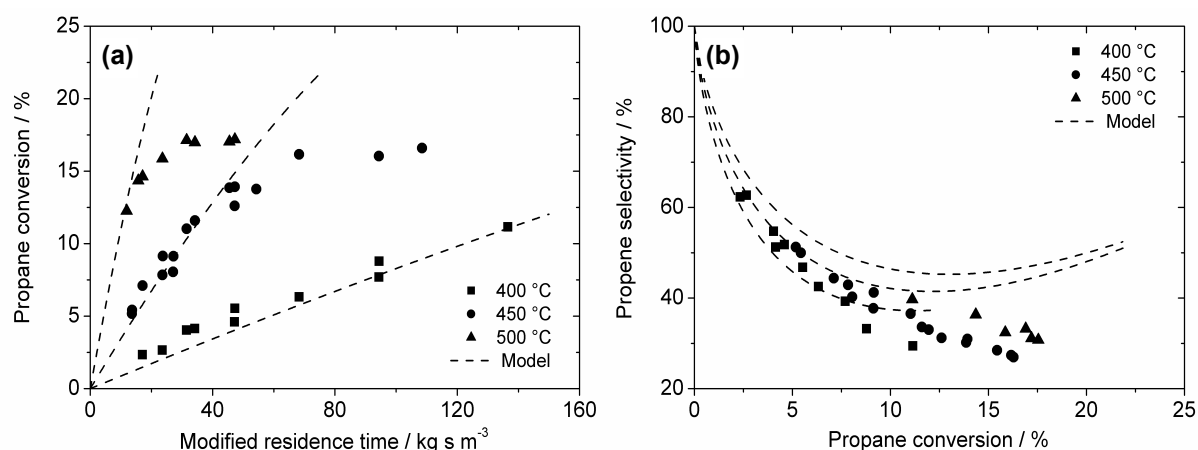 (a)
Propane conversion / %
25
20
15
10
5
0
0 40 80 120 160
Modified residence time / kg s m⁻³
400 °C
450 °C
500 °C
Model
(b)
Propene selectivity / %
100
80
60
40
20
0 5 10 15 20 25
Propane conversion / %
400 °C
450 °C
500 °C
Model